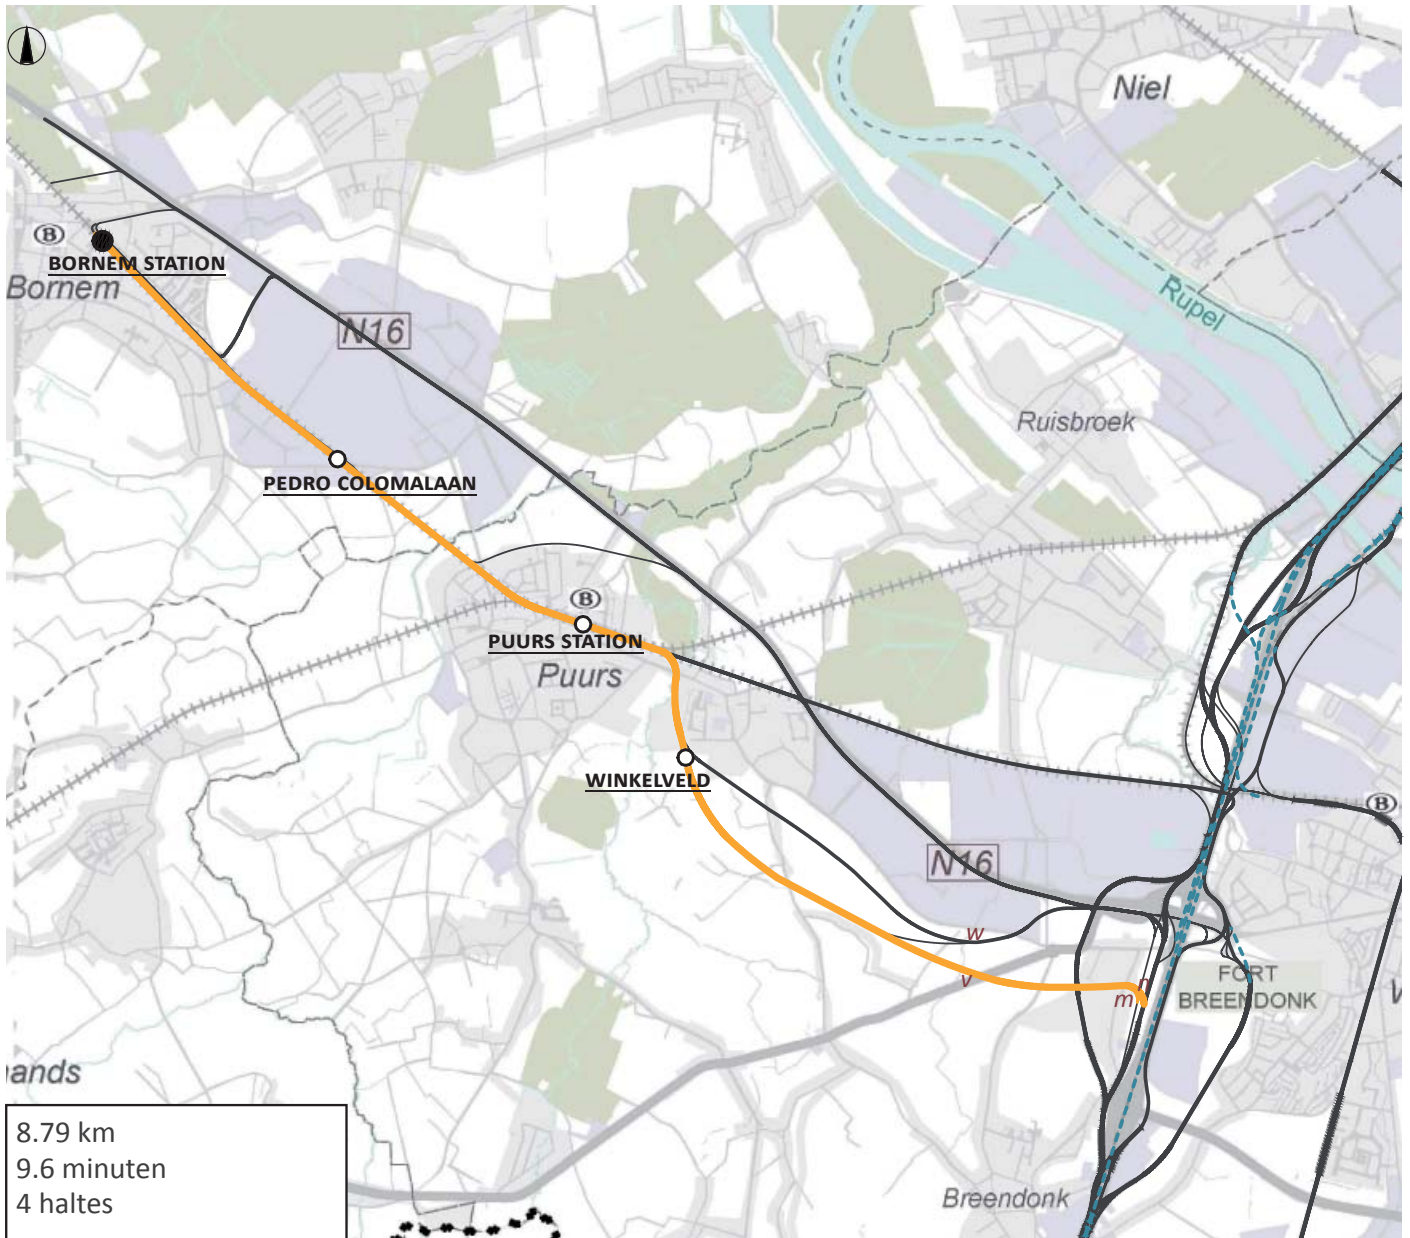 Niel
B
BORNEM STATION
Bornem
Rupel
N16
Ruisbroek
PEDRO COLOMALAAN
B
PUURS STATION
Puurs
WINKELVELD
B
N16
w
v
n
m
FORT
BREENDONK
ands
8.79 km
9.6 minuten
4 haltes
Breendonk